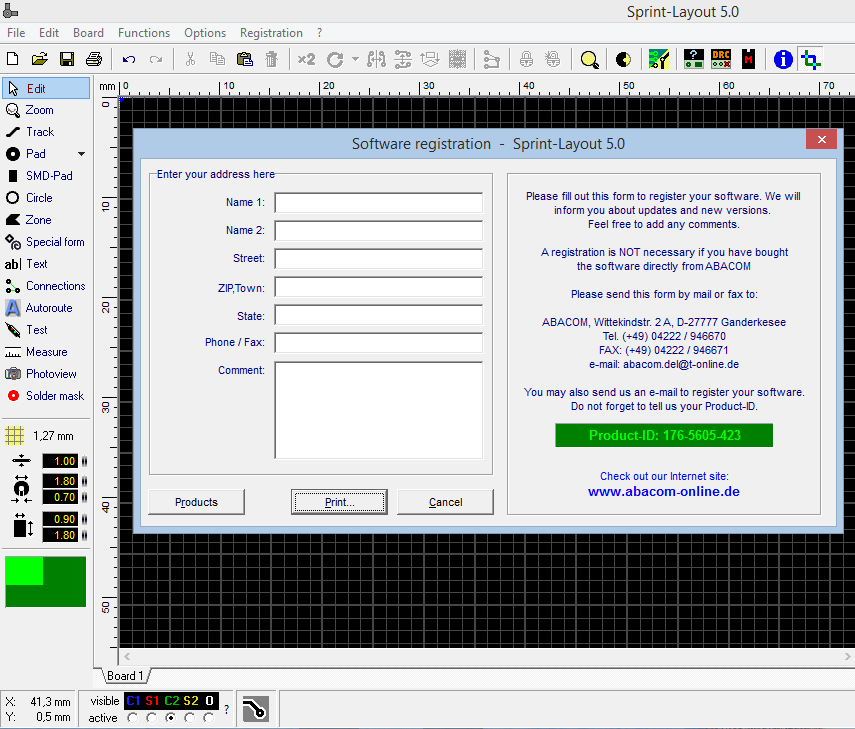 Sprint-Layout 5.0
File Edit Board Functions Options Registration ?
×2 ? DRC M i
Edit
Zoom
Track
Pad
SMD-Pad
Circle
Zone
Special form
ab| Text
Connections
A Autoroute
Test
Measure
Photoview
Solder mask
1,27 mm
1.00
1.80
0.70
0.90
1.80
mm 0 10 20 30 40 50 60 70
0
10
20
30
40
50
Software registration - Sprint-Layout 5.0
Enter your address here
Name 1:
Name 2:
Street:
ZIP,Town:
State:
Phone / Fax:
Comment:
Products Print... Cancel
Please fill out this form to register your software. We will
inform you about updates and new versions.
Feel free to add any comments.
A registration is NOT necessary if you have bought
the software directly from ABACOM
Please send this form by mail or fax to:
ABACOM, Wittekindstr. 2 A, D-27777 Ganderkesee
Tel. (+49) 04222 / 946670
FAX: (+49) 04222 / 946671
e-mail: abacom.del@t-online.de
You may also send us an e-mail to register your software.
Do not forget to tell us your Product-ID.
Product-ID: 176-5605-423
Check out our Internet site:
www.abacom-online.de
Board 1
X: 41,3 mm
Y: 0,5 mm
visible C1 S1 C2 S2 O
active
?